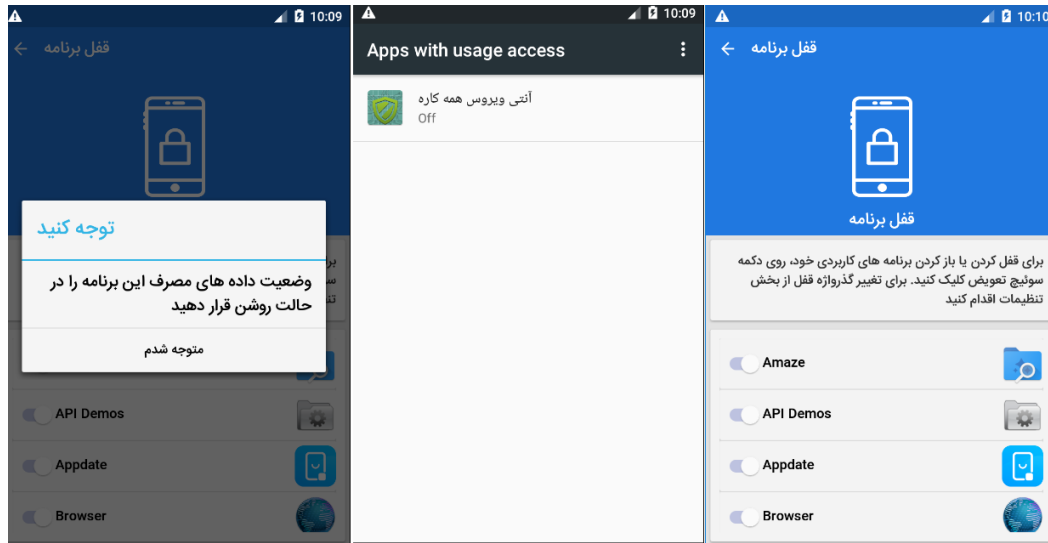 10:09
قفل برنامه
توجه کنید
وضعیت داده های مصرف این برنامه را در
حالت روشن قرار دهید
متوجه شدم
API Demos
Appdate
Browser
10:09
Apps with usage access
آنتی ویروس همه کاره
Off
10:10
قفل برنامه
قفل برنامه
برای قفل کردن یا باز کردن برنامه های کاربردی خود، روی دکمه
سوئیچ تعویض کلیک کنید. برای تغییر گذرواژه قفل از بخش
تنظیمات اقدام کنید
Amaze
API Demos
Appdate
Browser